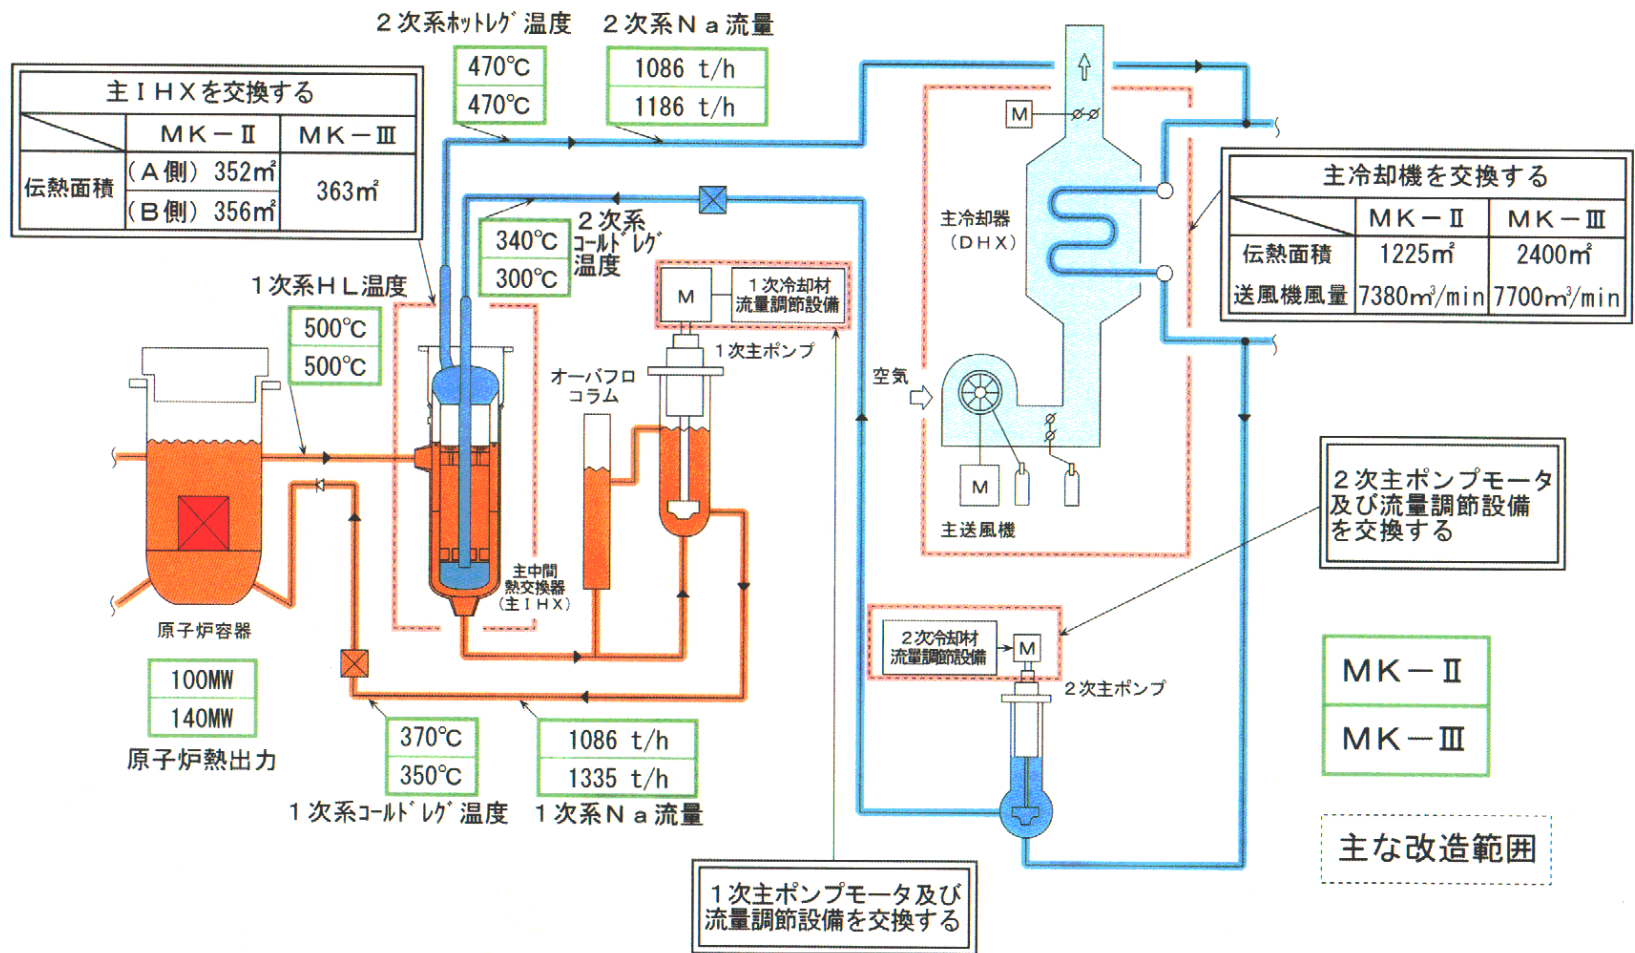 2次系ホットレグ温度
470℃
470℃
2次系Na流量
1086 t/h
1186 t/h
主IHXを交換する
MK-Ⅱ MK-Ⅲ
伝熱面積 (A側) 352㎡ 363㎡
(B側) 356㎡
340℃
300℃
2次系
コールドレグ
温度
1次系HL温度
500℃
500℃
M
1次冷却材
流量調節設備
1次主ポンプ
オーバフロ
コラム
主中間
熱交換器
(主IHX)
原子炉容器
100MW
140MW
原子炉熱出力
370℃
350℃
1次系コールドレグ温度
1086 t/h
1335 t/h
1次系Na流量
M
主冷却器
(DHX)
空気
M
主送風機
主冷却機を交換する
MK-Ⅱ MK-Ⅲ
伝熱面積 1225㎡ 2400㎡
送風機風量 7380m³/min 7700m³/min
2次主ポンプモータ
及び流量調節設備
を交換する
2次冷却材
流量調節設備
M
2次主ポンプ
MK-Ⅱ
MK-Ⅲ
主な改造範囲
1次主ポンプモータ及び
流量調節設備を交換する